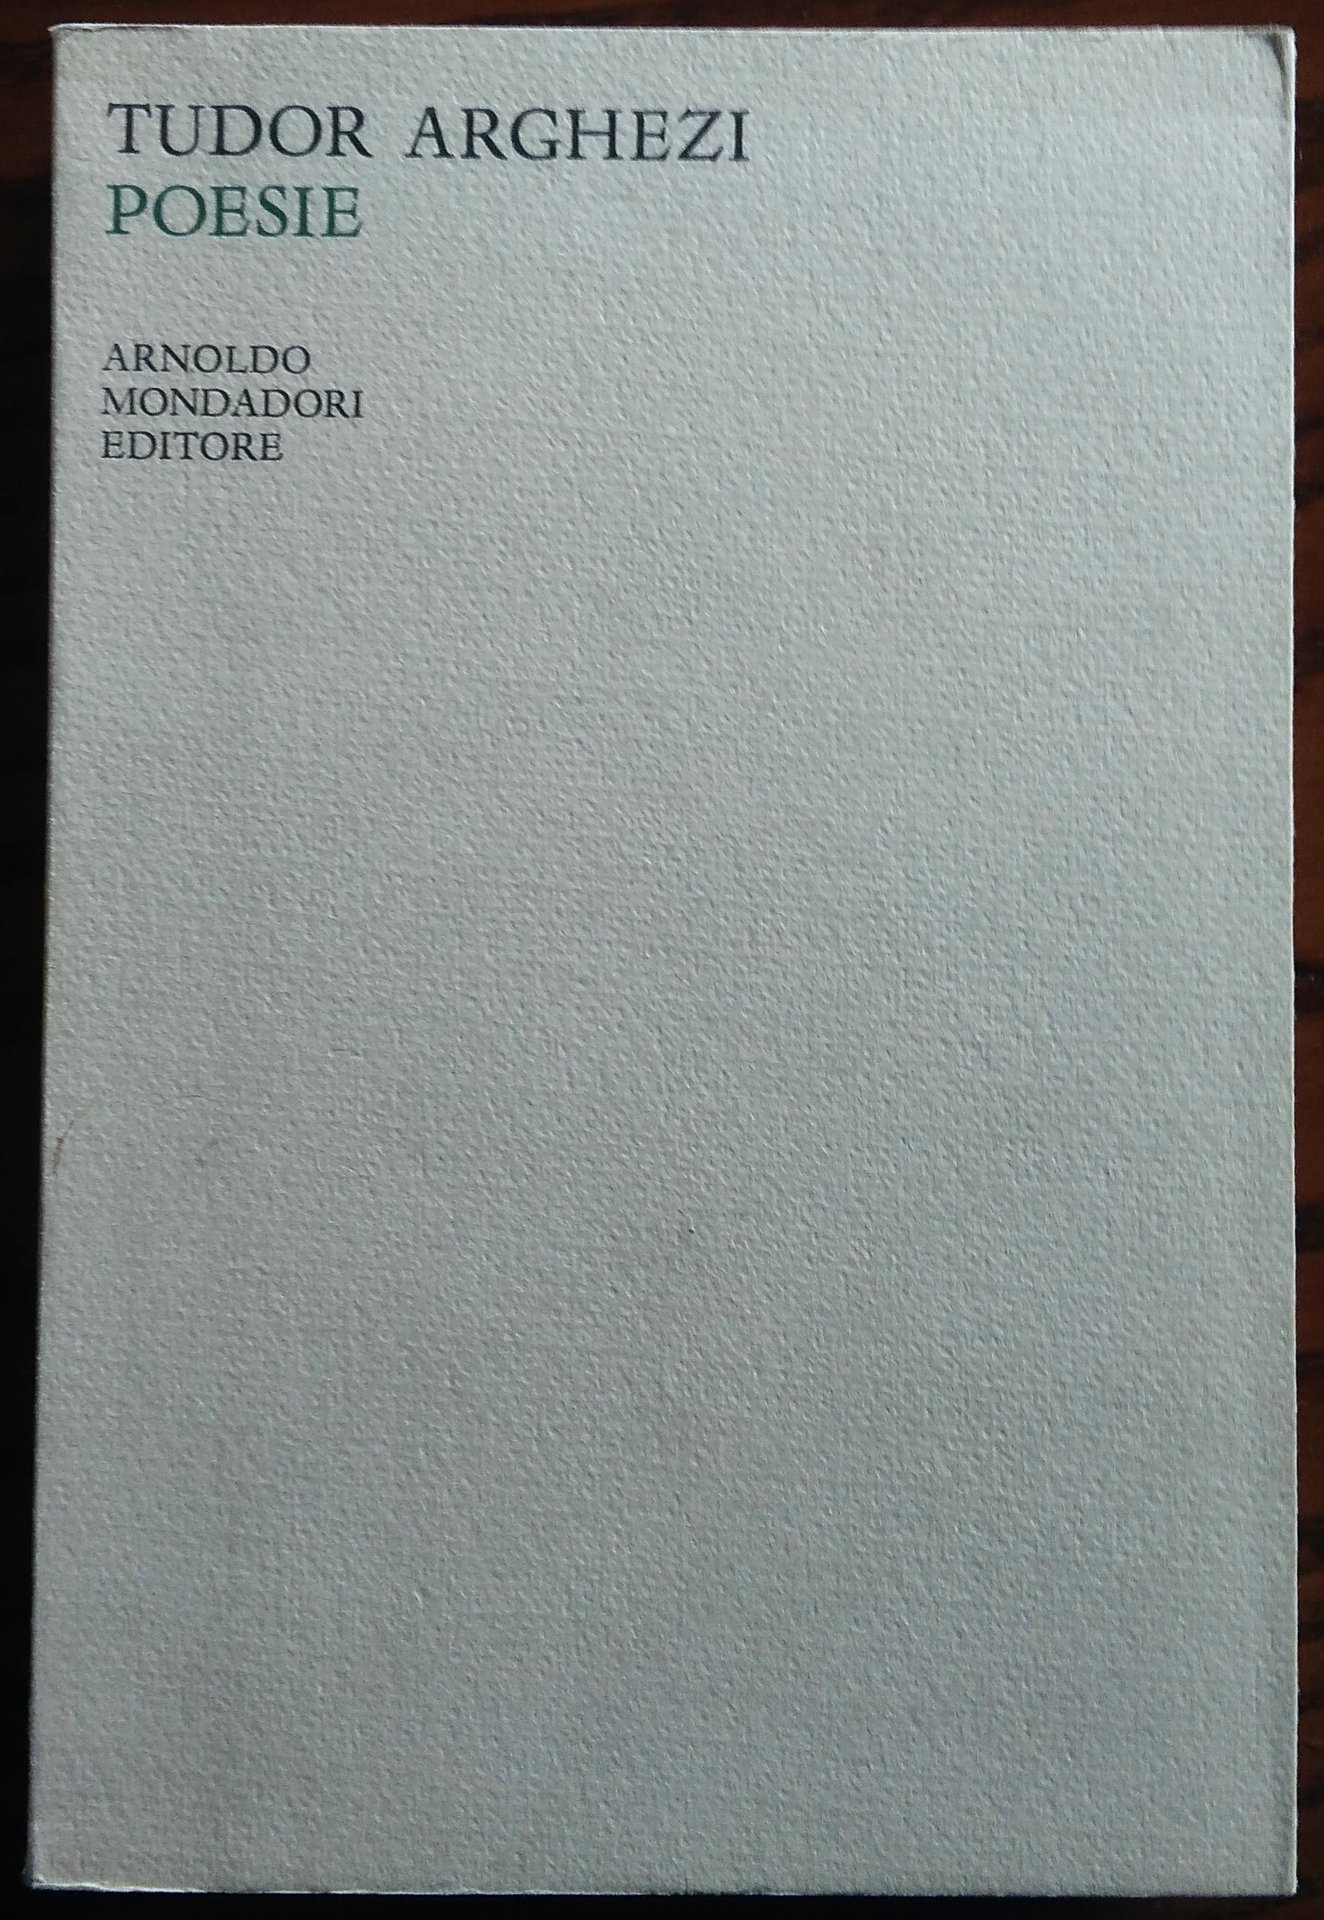 TUDOR ARGHEZI
POESIE
ARNOLDO
MONDADORI
EDITORE